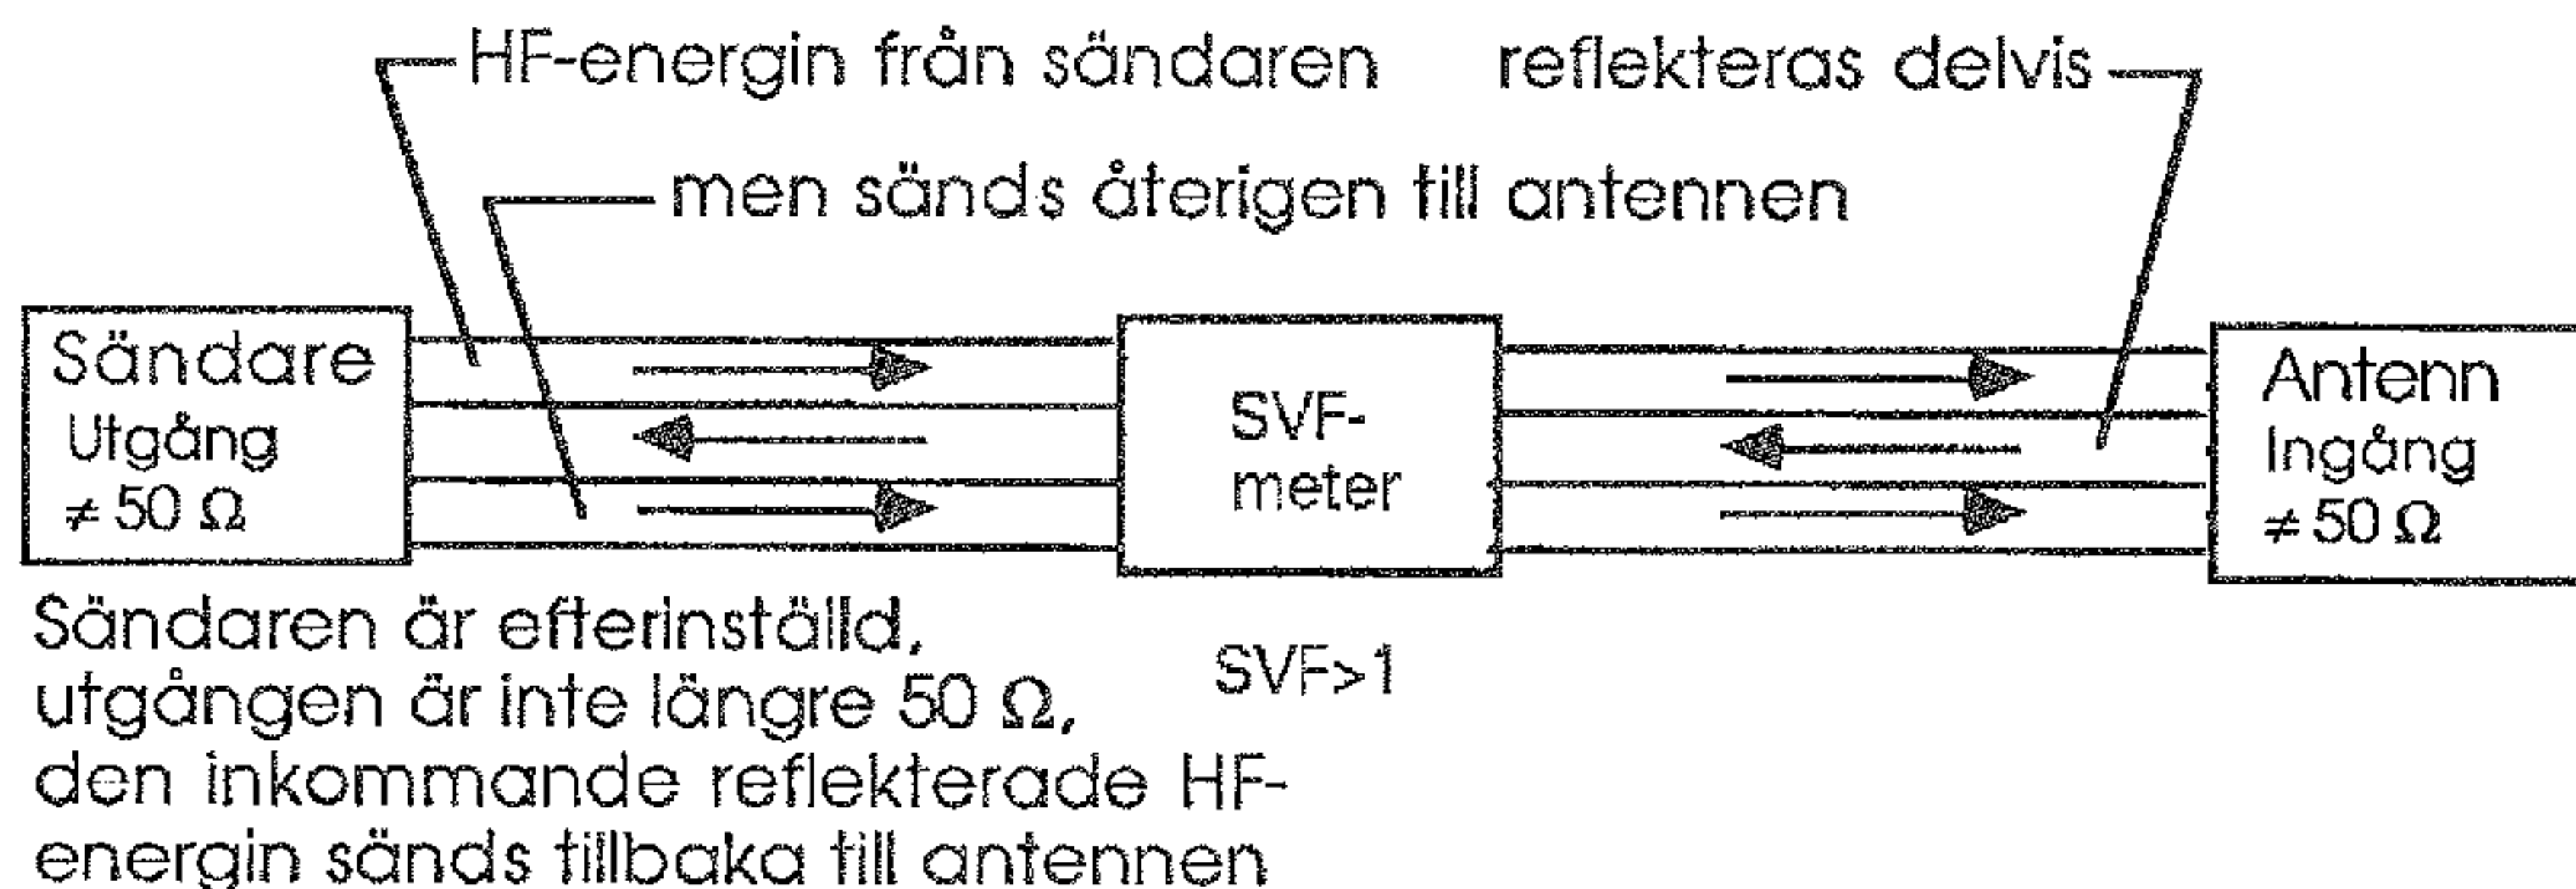 HF-energin från sändaren reflekteras delvis
men sänds återigen till antennen
Sändare
Utgång
≠ 50 Ω
SVF-
meter
Antenn
Ingång
≠ 50 Ω
Sändaren är efterinställd,
utgången är inte längre 50 Ω,
den inkommande reflekterade HF-
energin sänds tillbaka till antennen
SVF>1